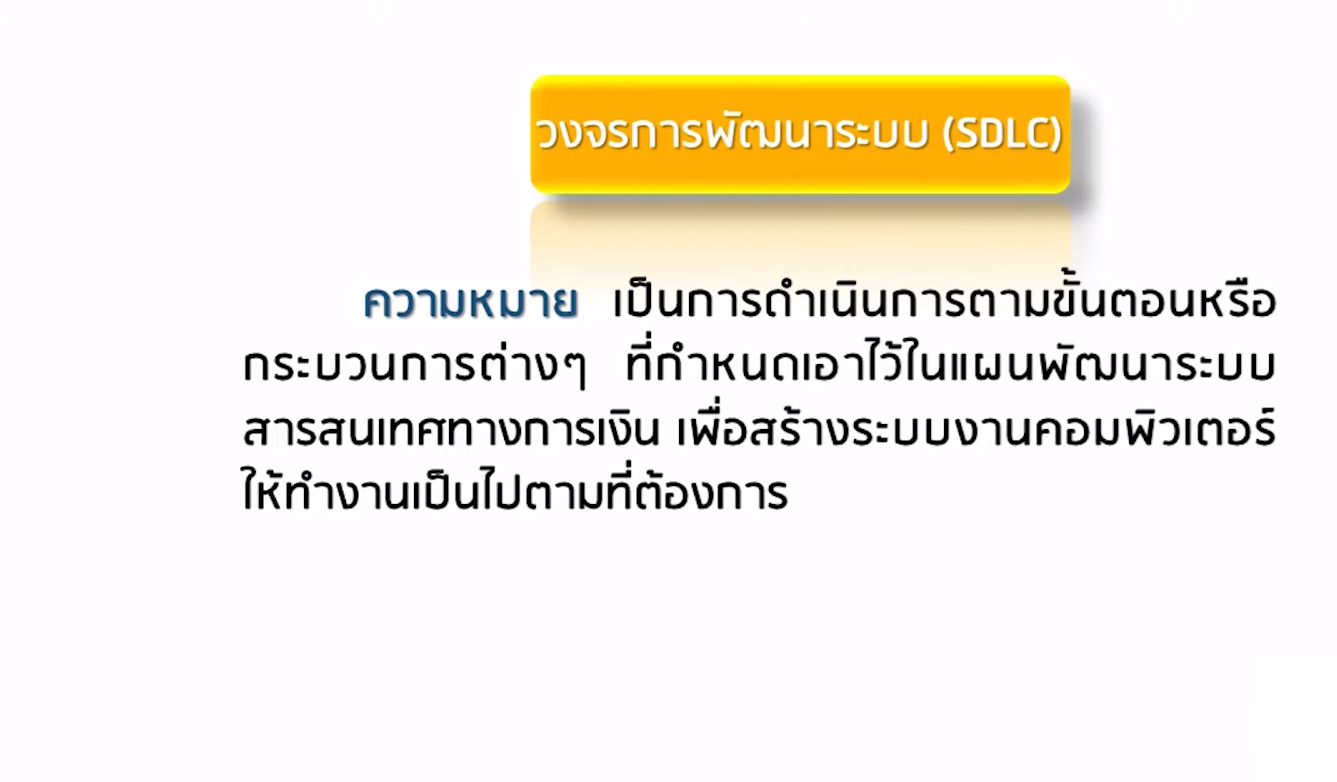 วงจรการพัฒนาระบบ (SDLC)
ความหมาย เป็นการดำเนินการตามขั้นตอนหรือ
กระบวนการต่างๆ ที่กำหนดเอาไว้ในแผนพัฒนาระบบ
สารสนเทศทางการเงิน เพื่อสร้างระบบงานคอมพิวเตอร์
ให้ทำงานเป็นไปตามที่ต้องการ